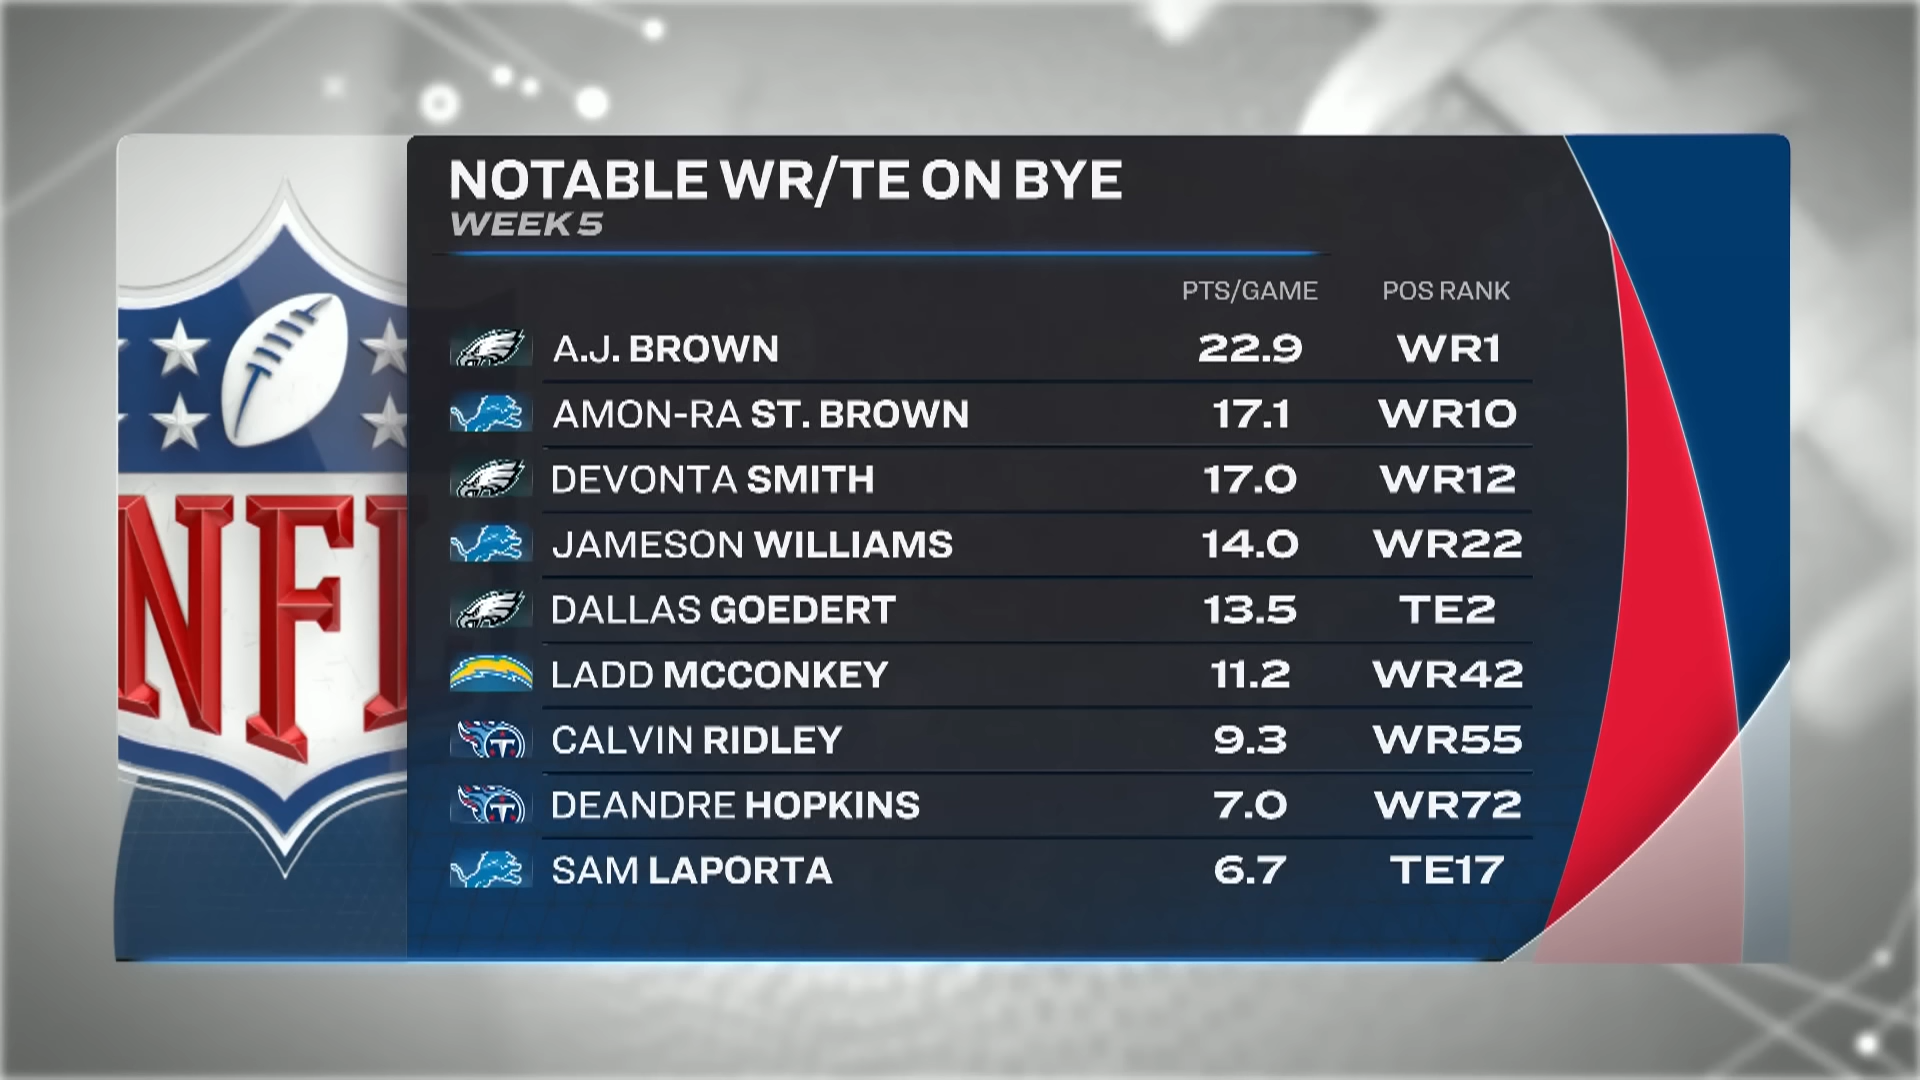 NOTABLE WR/TE ON BYE
WEEK 5
PTS/GAME POS RANK
A.J. BROWN 22.9 WR1
AMON-RA ST. BROWN 17.1 WR10
DEVONTA SMITH 17.0 WR12
JAMESON WILLIAMS 14.0 WR22
DALLAS GOEDERT 13.5 TE2
LADD MCCONKEY 11.2 WR42
CALVIN RIDLEY 9.3 WR55
DEANDRE HOPKINS 7.0 WR72
SAM LAPORTA 6.7 TE17
NFL